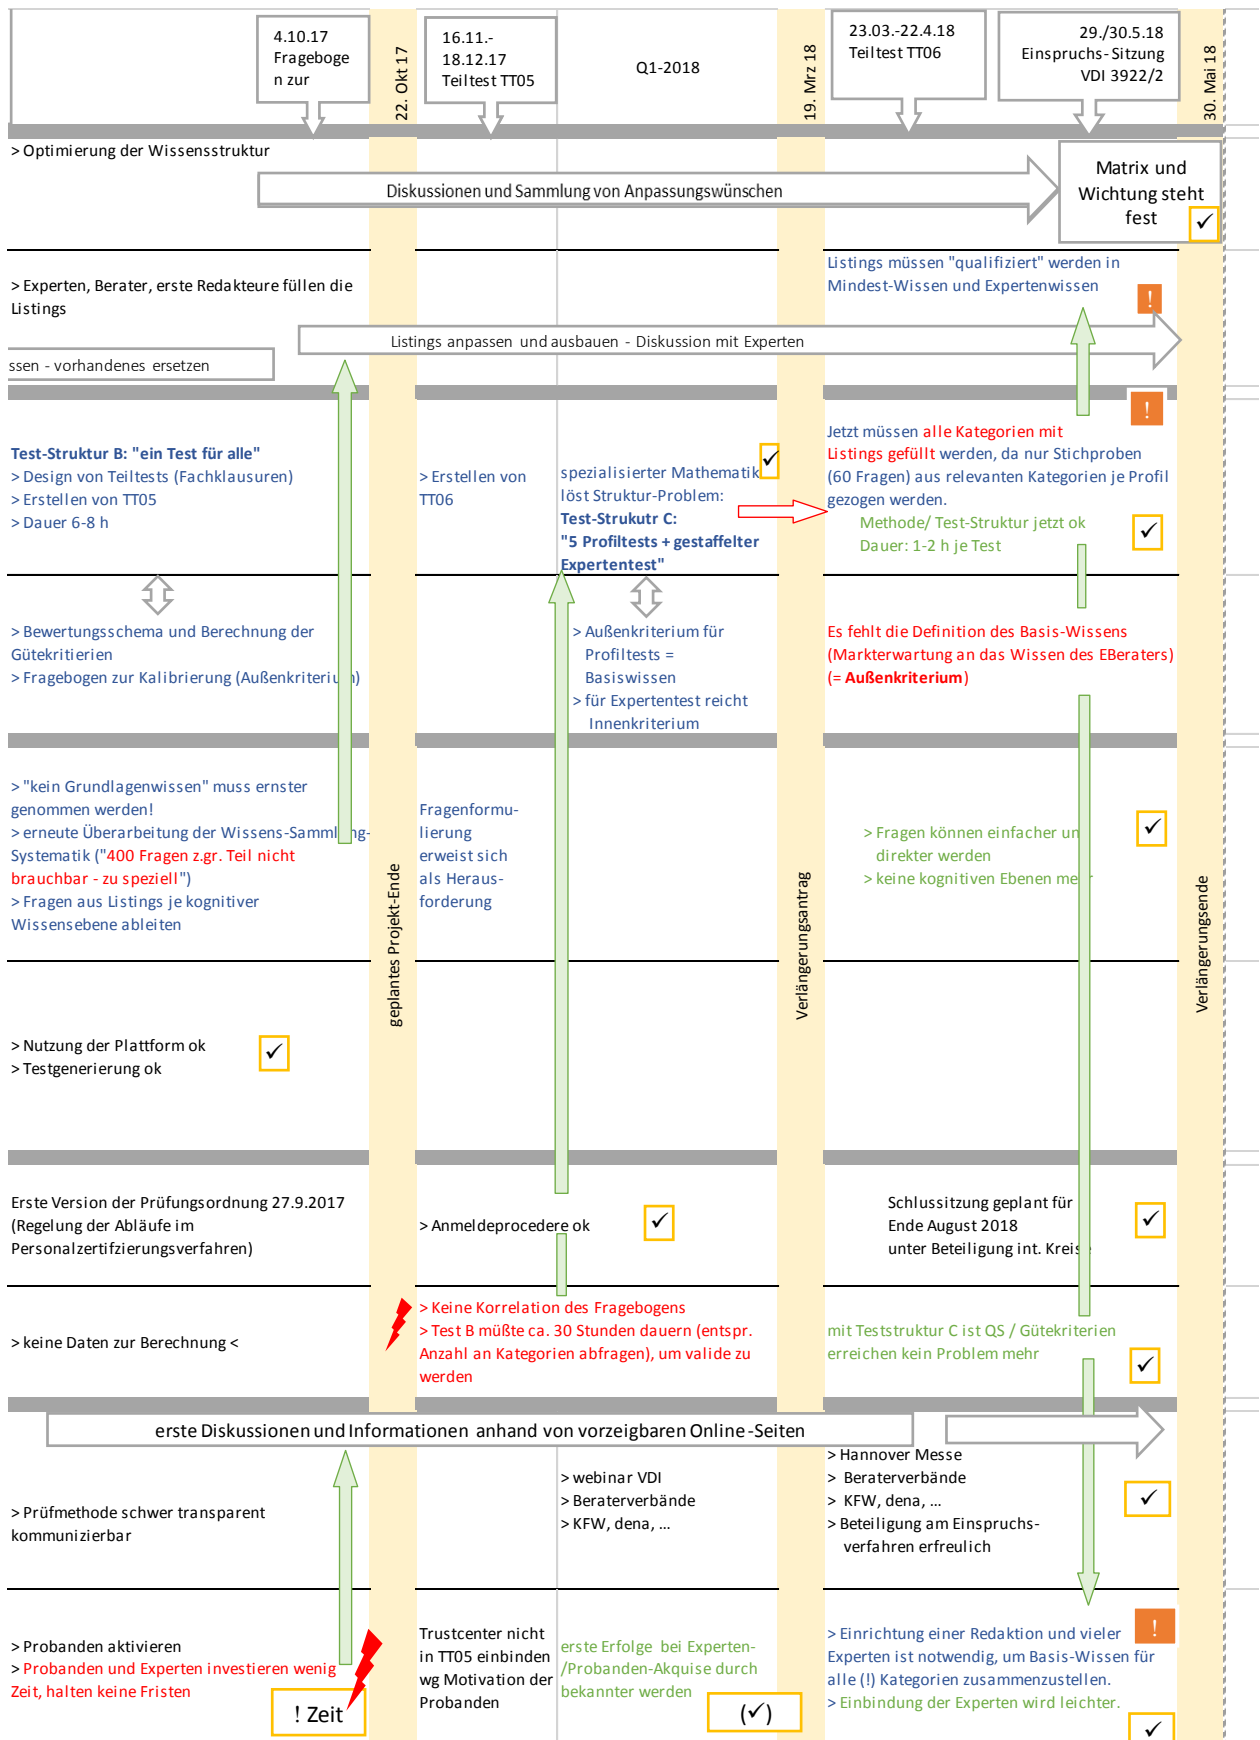 4.10.17
Frageboge
n zur
22. Okt 17
16.11.-
18.12.17
Teiltest TT05
Q1-2018
19. Mrz 18
23.03.-22.4.18
Teiltest TT06
29./30.5.18
Einspruchs-Sitzung
VDI 3922/2
30. Mai 18
> Optimierung der Wissensstruktur
Diskussionen und Sammlung von Anpassungswünschen
Matrix und
Wichtung steht
fest
✓
> Experten, Berater, erste Redakteure füllen die
Listings
Listings müssen "qualifiziert" werden in
Mindest-Wissen und Expertenwissen
!
Listings anpassen und ausbauen - Diskussion mit Experten
ssen - vorhandenes ersetzen
Test-Struktur B: "ein Test für alle"
> Design von Teiltests (Fachklausuren)
> Erstellen von TT05
> Dauer 6-8 h
> Erstellen von
TT06
✓
spezialisierter Mathematik
löst Struktur-Problem:
Test-Strukutr C:
"5 Profiltests + gestaffelter
Expertentest"
!
Jetzt müssen alle Kategorien mit
Listings gefüllt werden, da nur Stichproben
(60 Fragen) aus relevanten Kategorien je Profil
gezogen werden.
Methode/ Test-Struktur jetzt ok
Dauer: 1-2 h je Test
✓
> Bewertungsschema und Berechnung der
Gütekritierien
> Fragebogen zur Kalibrierung (Außenkriterium)
> Außenkriterium für
Profiltests =
Basiswissen
> für Expertentest reicht
Innenkriterium
Es fehlt die Definition des Basis-Wissens
(Markterwartung an das Wissen des EBeraters)
(= Außenkriterium)
> "kein Grundlagenwissen" muss ernster
genommen werden!
> erneute Überarbeitung der Wissens-Sammlung-
Systematik ("400 Fragen z.gr. Teil nicht
brauchbar - zu speziell")
> Fragen aus Listings je kognitiver
Wissensebene ableiten
geplantes Projekt-Ende
Fragenformu-
lierung
erweist sich
als Heraus-
forderung
Verlängerungsantrag
> Fragen können einfacher un
direkter werden
> keine kognitiven Ebenen mehr
✓
Verlängerungsende
> Nutzung der Plattform ok
> Testgenerierung ok
✓
Erste Version der Prüfungsordnung 27.9.2017
(Regelung der Abläufe im
Personalzertifzierungsverfahren)
> Anmeldeprocedere ok
✓
Schlussitzung geplant für
Ende August 2018
unter Beteiligung int. Kreise
✓
> keine Daten zur Berechnung <
> Keine Korrelation des Fragebogens
> Test B müßte ca. 30 Stunden dauern (entspr.
Anzahl an Kategorien abfragen), um valide zu
werden
mit Teststruktur C ist QS / Gütekriterien
erreichen kein Problem mehr
✓
erste Diskussionen und Informationen anhand von vorzeigbaren Online-Seiten
> Prüfmethode schwer transparent
kommunizierbar
> webinar VDI
> Beraterverbände
> KFW, dena, ...
> Hannover Messe
> Beraterverbände
> KFW, dena, ...
> Beteiligung am Einspruchs-
verfahren erfreulich
✓
> Probanden aktivieren
> Probanden und Experten investieren wenig
Zeit, halten keine Fristen
! Zeit
Trustcenter nicht
in TT05 einbinden
wg Motivation der
Probanden
erste Erfolge bei Experten-
/Probanden-Akquise durch
bekannter werden
(✓)
!
> Einrichtung einer Redaktion und vieler
Experten ist notwendig, um Basis-Wissen für
alle (!) Kategorien zusammenzustellen.
> Einbindung der Experten wird leichter.
✓